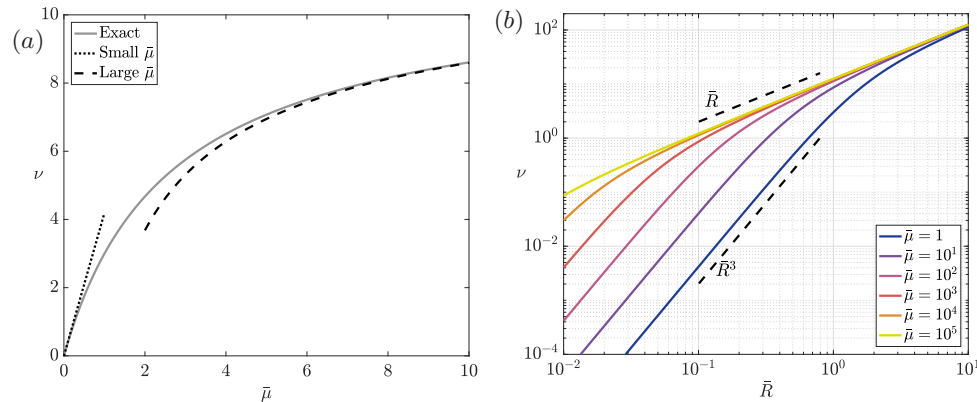 (a)
10
8
6
4
2
0
ν
0 2 4 6 8 10
μ̄
Exact
Small μ̄
Large μ̄
(b)
10²
10⁰
10⁻²
10⁻⁴
ν
10⁻² 10⁻¹ 10⁰ 10¹
R̄
R̄
R̄³
μ̄ = 1
μ̄ = 10¹
μ̄ = 10²
μ̄ = 10³
μ̄ = 10⁴
μ̄ = 10⁵